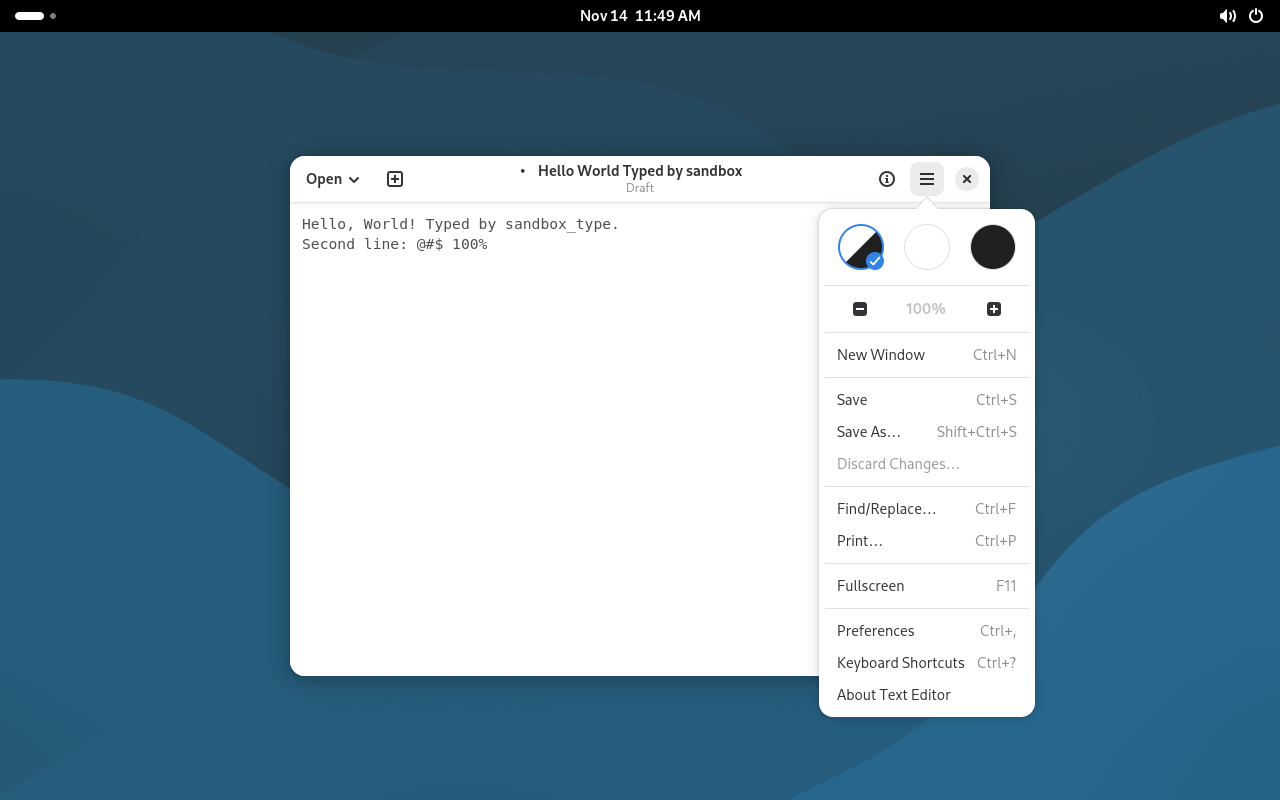 Nov 14 11:49 AM
Open
• Hello World Typed by sandbox
Draft
Hello, World! Typed by sandbox_type.
Second line: @#$ 100%
100%
New Window Ctrl+N
Save Ctrl+S
Save As… Shift+Ctrl+S
Discard Changes…
Find/Replace… Ctrl+F
Print… Ctrl+P
Fullscreen F11
Preferences Ctrl+,
Keyboard Shortcuts Ctrl+?
About Text Editor